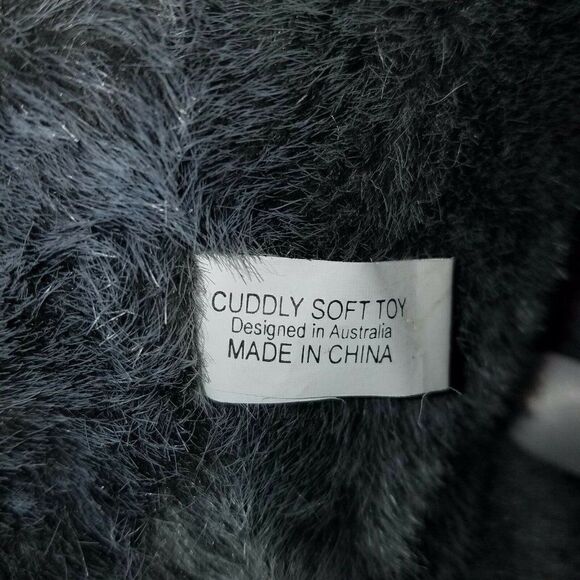 CUDDLY SOFT TOY
Designed in Australia
MADE IN CHINA